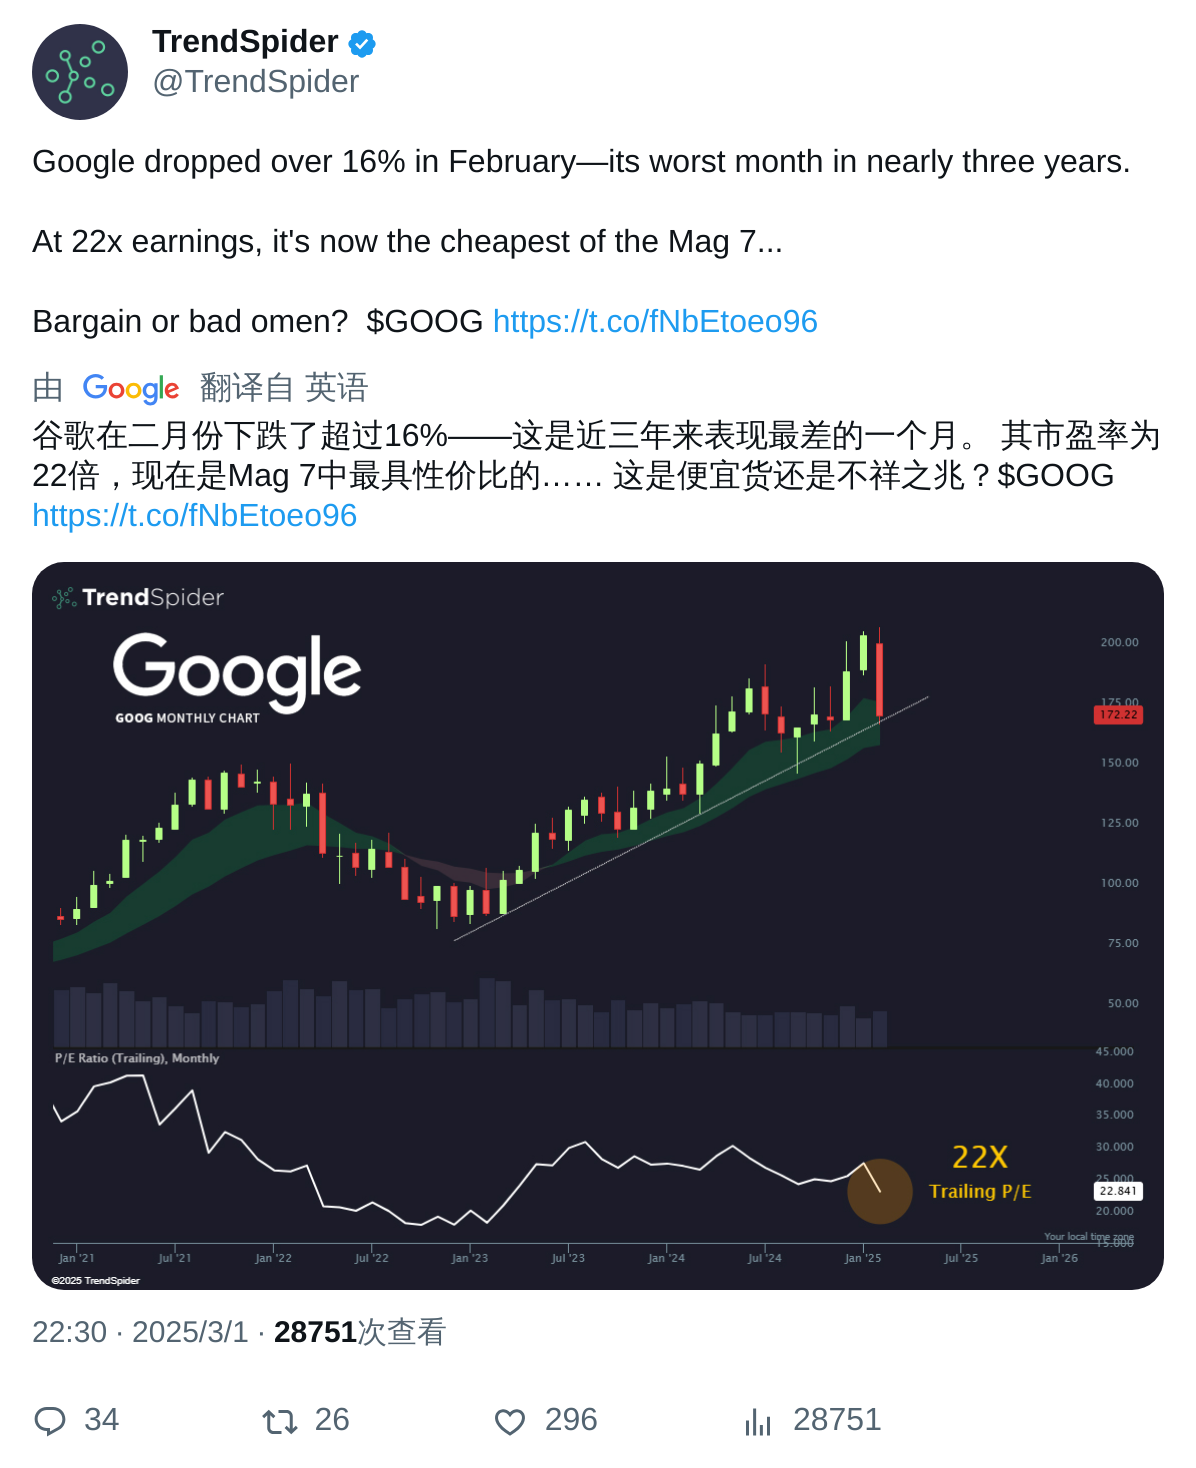 TrendSpider
@TrendSpider
Google dropped over 16% in February—its worst month in nearly three years.
At 22x earnings, it's now the cheapest of the Mag 7...
Bargain or bad omen?  $GOOG https://t.co/fNbEtoeo96
由 Google 翻译自 英语
谷歌在二月份下跌了超过16%——这是近三年来表现最差的一个月。 其市盈率为
22倍，现在是Mag 7中最具性价比的…… 这是便宜货还是不祥之兆？$GOOG
https://t.co/fNbEtoeo96
TrendSpider
Google
GOOG MONTHLY CHART
200.00
175.00
172.22
150.00
125.00
100.00
75.00
50.00
P/E Ratio (Trailing), Monthly
45.000
40.000
35.000
30.000
25.000
22.841
20.000
15.000
22X
Trailing P/E
Your local time zone
Jan '21 Jul '21 Jan '22 Jul '22 Jan '23 Jul '23 Jan '24 Jul '24 Jan '25 Jul '25 Jan '26
©2025 TrendSpider
22:30 · 2025/3/1 · 28751次查看
34 26 296 28751